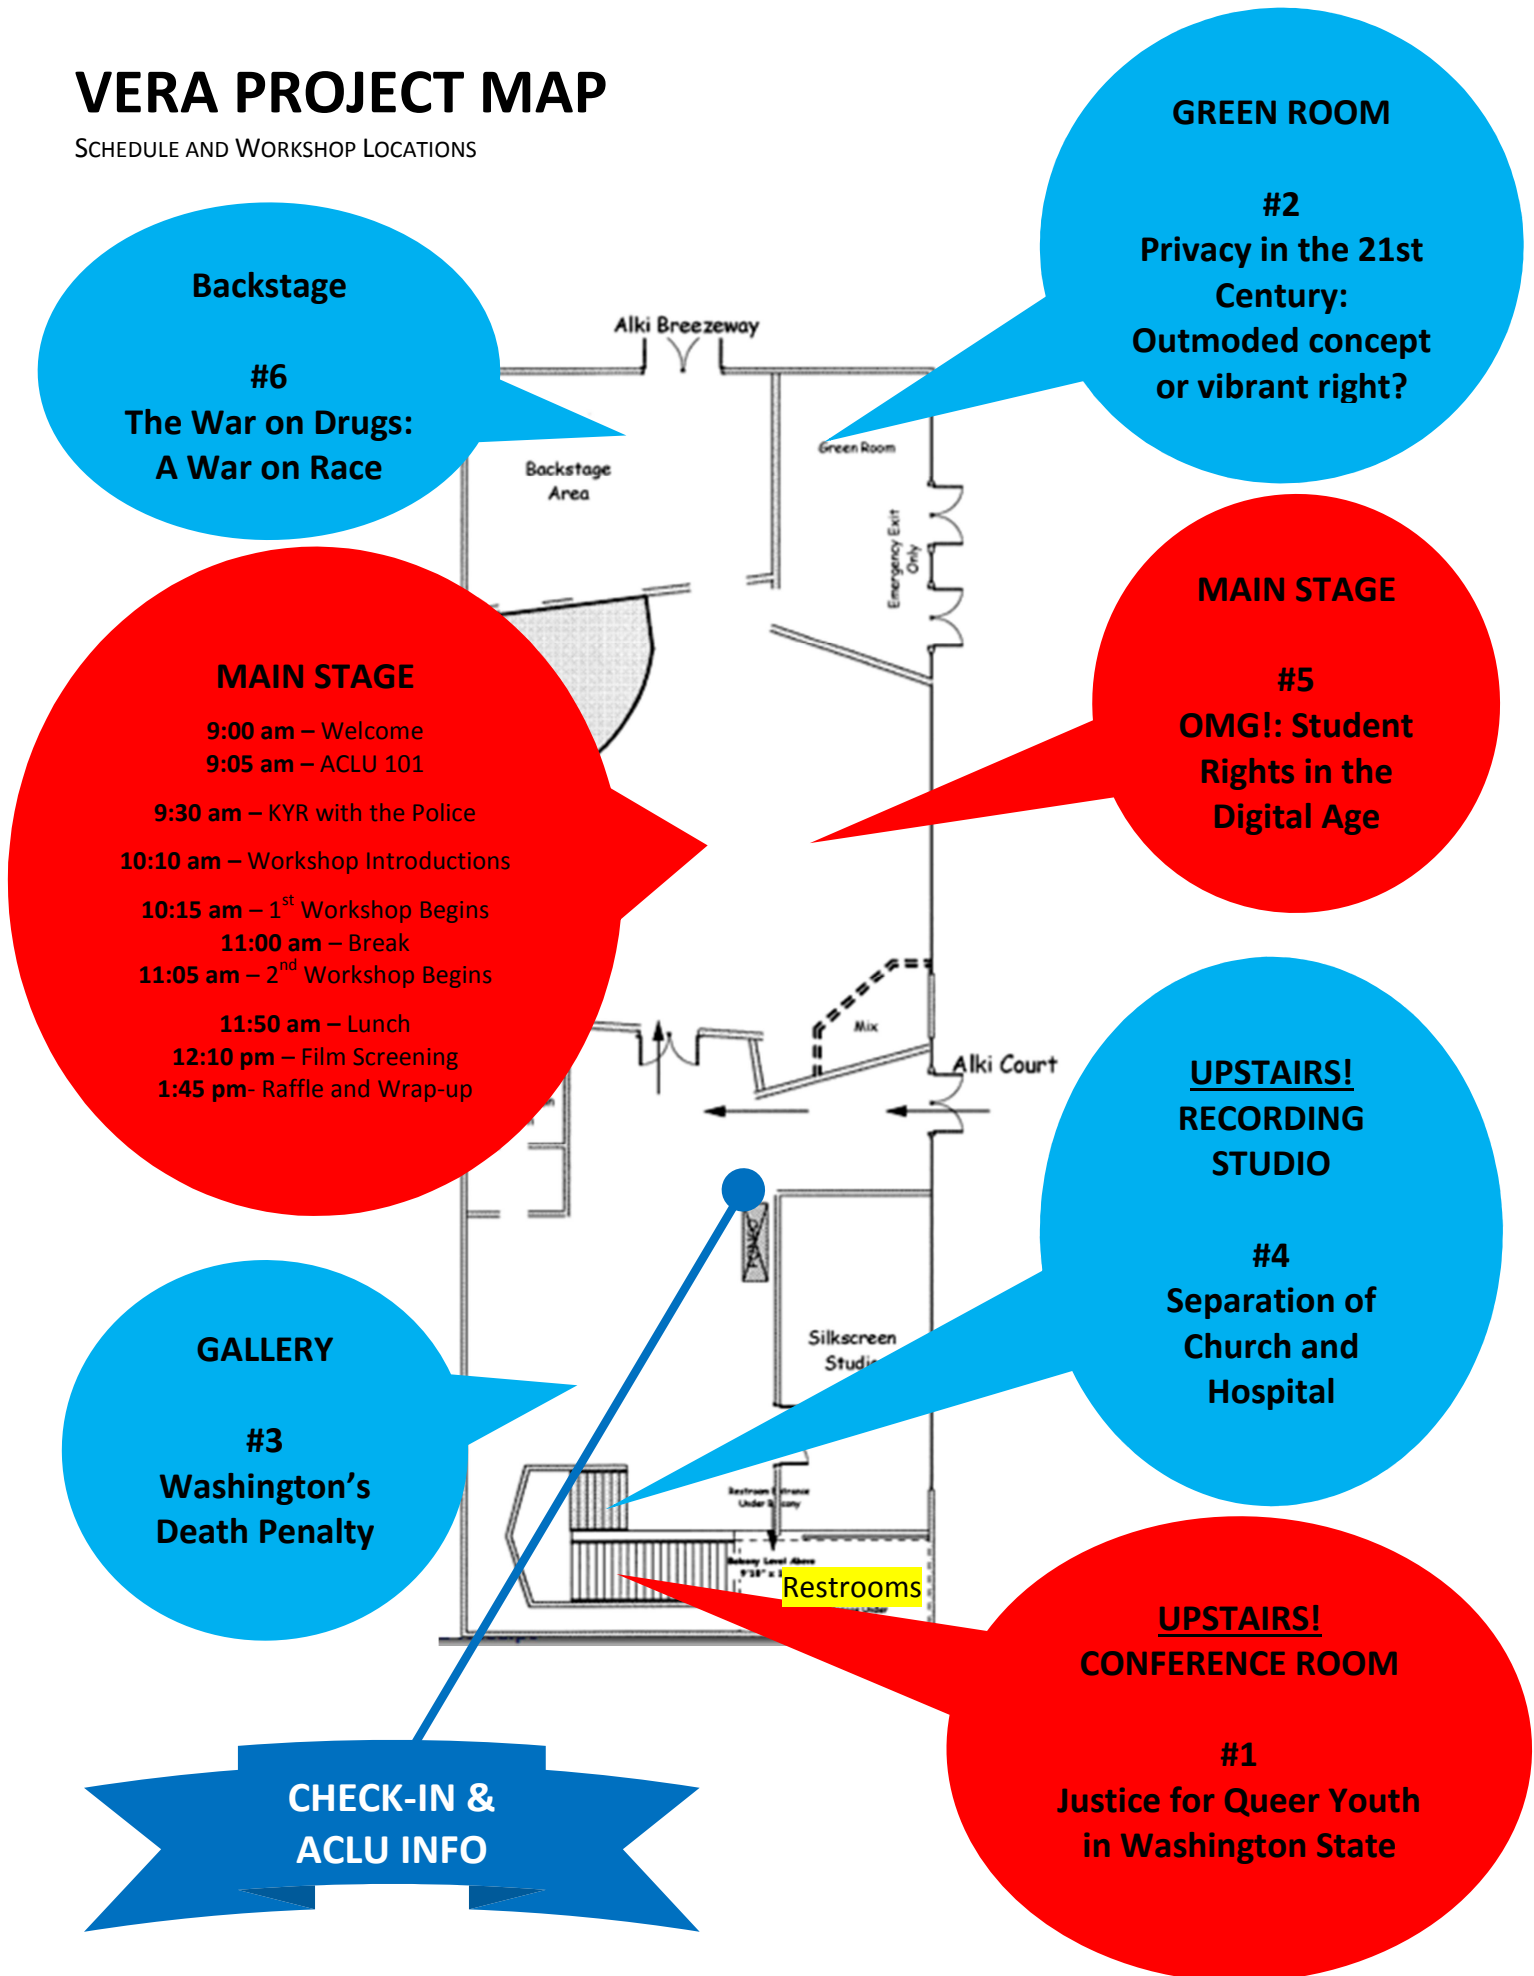 VERA PROJECT MAP
SCHEDULE AND WORKSHOP LOCATIONS
GREEN ROOM
#2
Privacy in the 21st
Century:
Outmoded concept
or vibrant right?
Backstage
#6
The War on Drugs:
A War on Race
Alki Breezeway
Backstage
Area
Green Room
Emergency Exit
Only
MAIN STAGE
#5
OMG!: Student
Rights in the
Digital Age
MAIN STAGE
9:00 am – Welcome
9:05 am – ACLU 101
9:30 am – KYR with the Police
10:10 am – Workshop Introductions
10:15 am – 1st Workshop Begins
11:00 am – Break
11:05 am – 2nd Workshop Begins
11:50 am – Lunch
12:10 pm – Film Screening
1:45 pm- Raffle and Wrap-up
Mix
Alki Court
UPSTAIRS!
RECORDING
STUDIO
#4
Separation of
Church and
Hospital
Silkscreen
GALLERY
#3
Washington's
Death Penalty
Restroom
Under
Balcony Level Above
Restrooms
UPSTAIRS!
CONFERENCE ROOM
#1
Justice for Queer Youth
in Washington State
CHECK-IN &
ACLU INFO